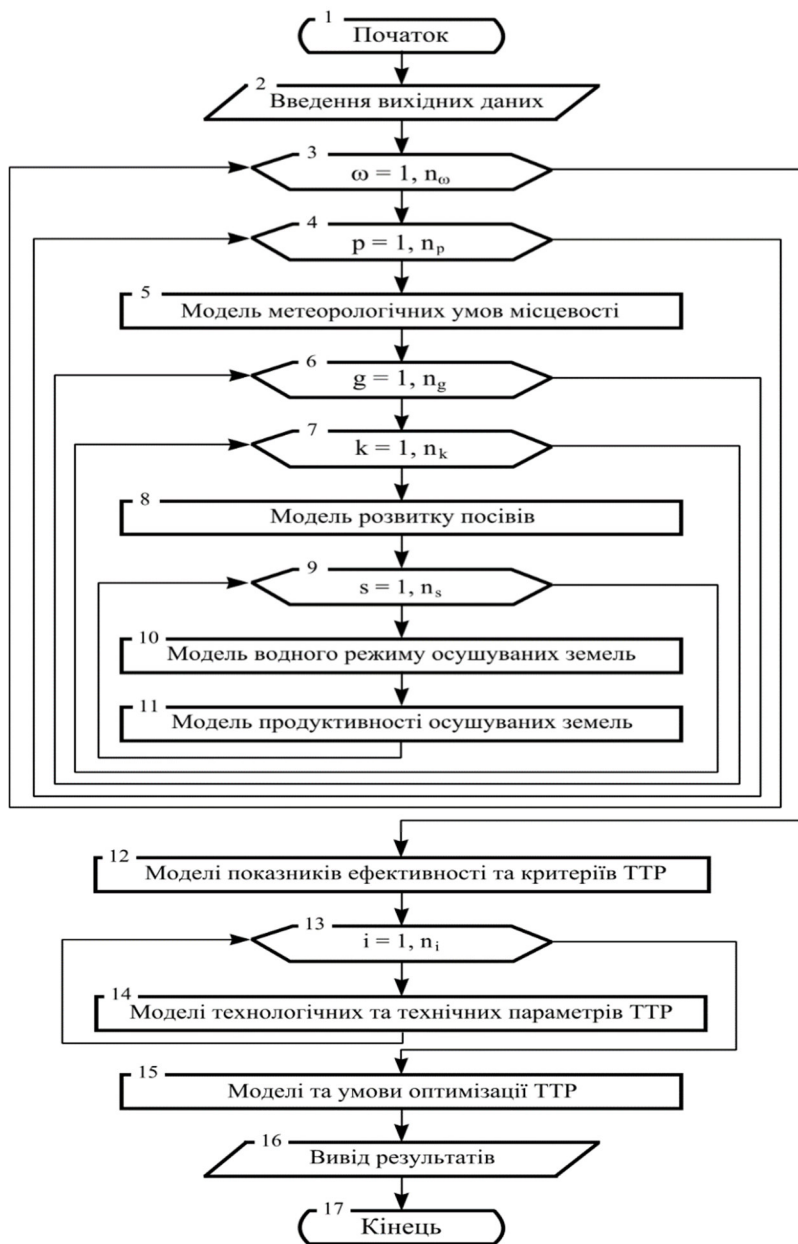 1
Початок
2
Введення вихідних даних
3
ω = 1, nω
4
p = 1, np
5
Модель метеорологічних умов місцевості
6
g = 1, ng
7
k = 1, nk
8
Модель розвитку посівів
9
s = 1, ns
10
Модель водного режиму осушуваних земель
11
Модель продуктивності осушуваних земель
12
Моделі показників ефективності та критеріїв ТТР
13
i = 1, ni
14
Моделі технологічних та технічних параметрів ТТР
15
Моделі та умови оптимізації ТТР
16
Вивід результатів
17
Кінець